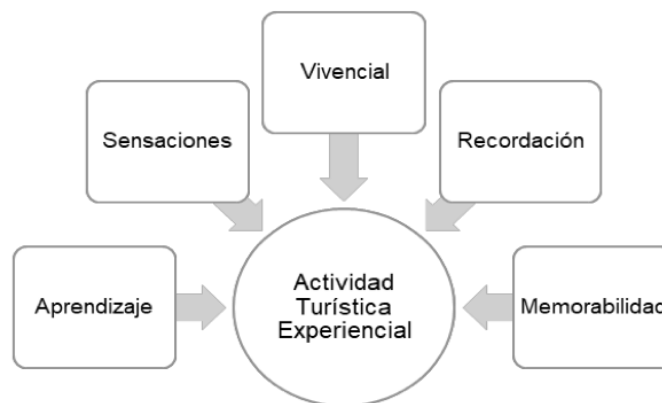 Vivencial
Sensaciones
Recordación
Aprendizaje
Actividad
Turística
Experiencial
Memorabilidad